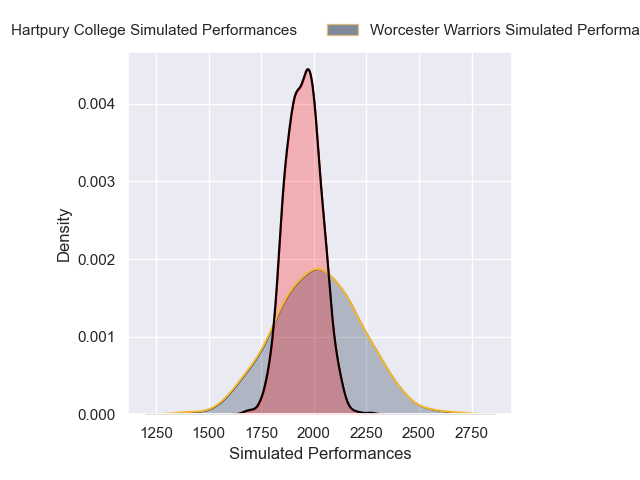 Hartpury College Simulated Performances
Worcester Warriors Simulated Performa
0.004
0.003
0.002
0.001
0.000
Density
1250 1500 1750 2000 2250 2500 2750
Simulated Performances